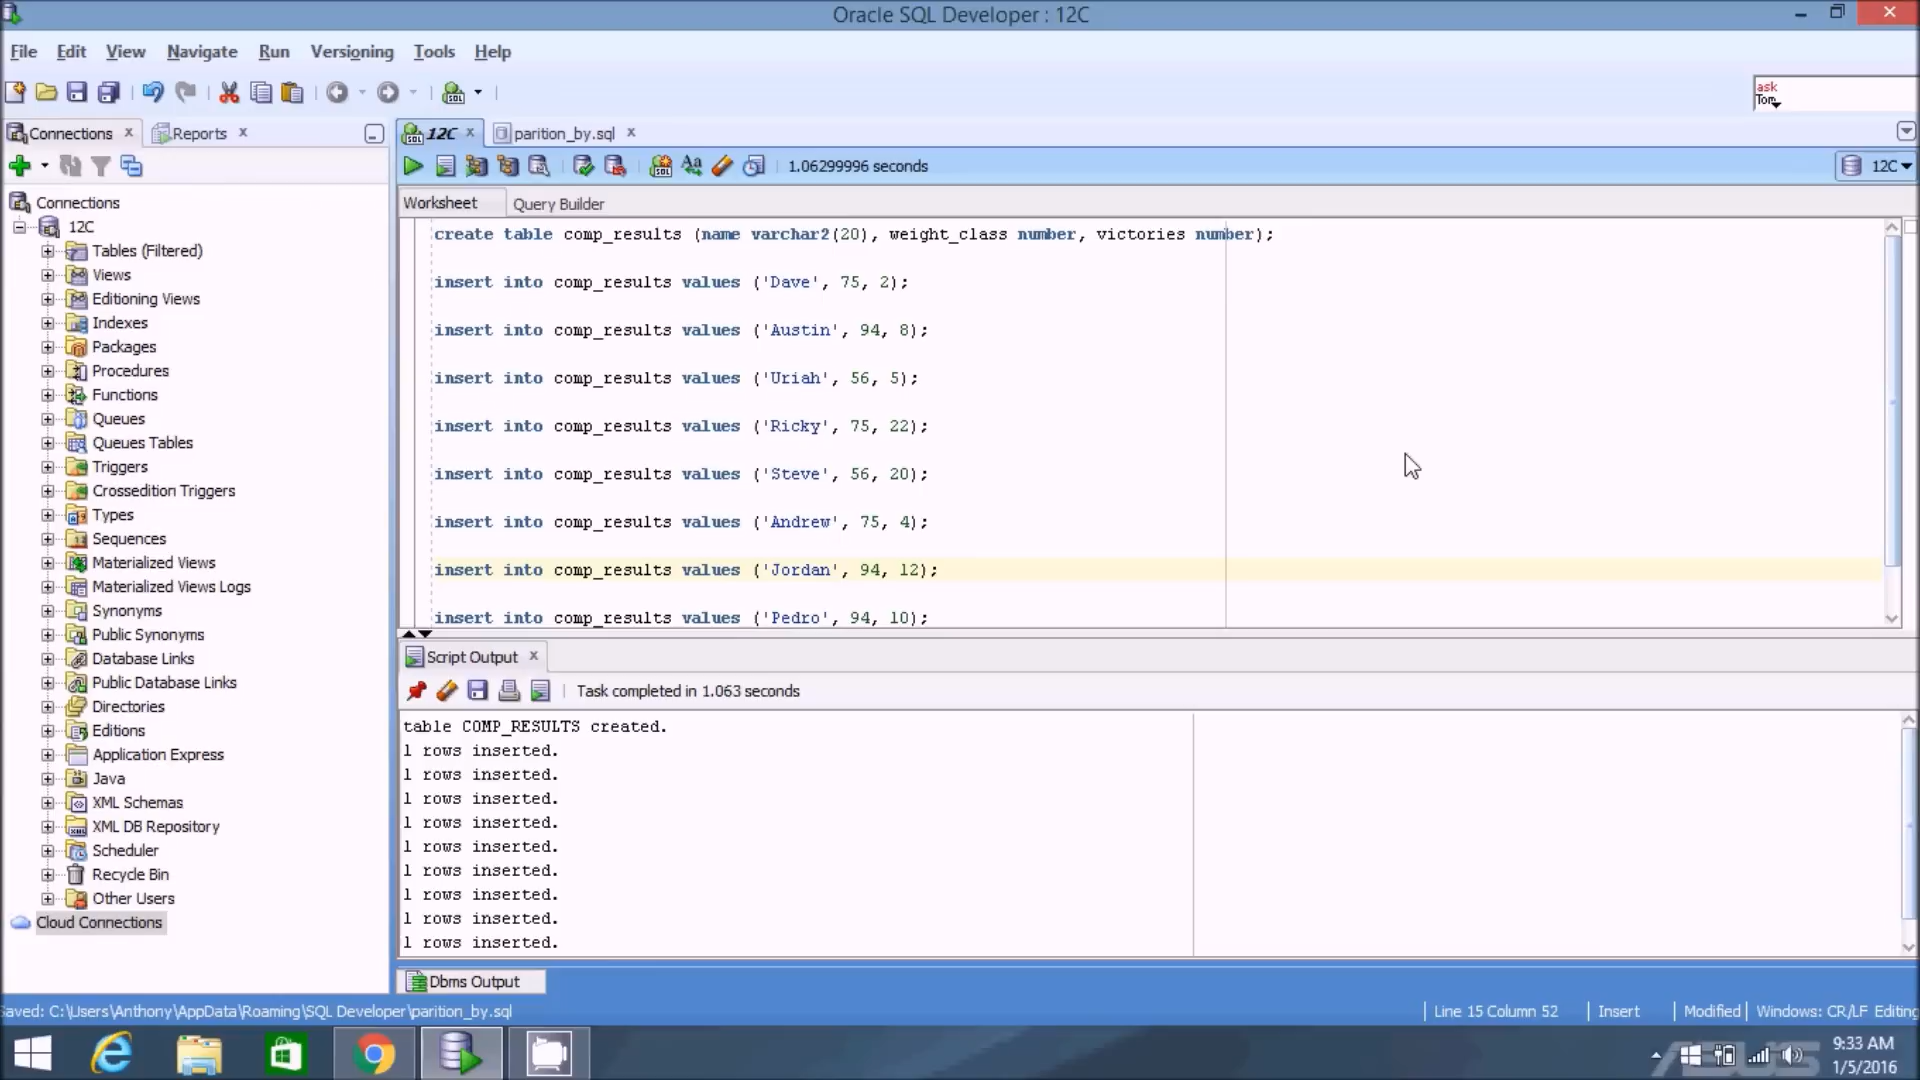 Oracle SQL Developer : 12C
File Edit View Navigate Run Versioning Tools Help
SQL
ask
Tom
Connections Reports
12C parition_by.sql
1.06299996 seconds
12C
Worksheet Query Builder
Connections
12C
Tables (Filtered)
Views
Editioning Views
Indexes
Packages
Procedures
Functions
Queues
Queues Tables
Triggers
Crossedition Triggers
Types
Sequences
Materialized Views
Materialized Views Logs
Synonyms
Public Synonyms
Database Links
Public Database Links
Directories
Editions
Application Express
Java
XML Schemas
XML DB Repository
Scheduler
Recycle Bin
Other Users
Cloud Connections
create table comp_results (name varchar2(20), weight_class number, victories number);
insert into comp_results values ('Dave', 75, 2);
insert into comp_results values ('Austin', 94, 8);
insert into comp_results values ('Uriah', 56, 5);
insert into comp_results values ('Ricky', 75, 22);
insert into comp_results values ('Steve', 56, 20);
insert into comp_results values ('Andrew', 75, 4);
insert into comp_results values ('Jordan', 94, 12);
insert into comp_results values ('Pedro', 94, 10);
Script Output
Task completed in 1.063 seconds
table COMP_RESULTS created.
1 rows inserted.
1 rows inserted.
1 rows inserted.
1 rows inserted.
1 rows inserted.
1 rows inserted.
1 rows inserted.
1 rows inserted.
1 rows inserted.
Dbms Output
Saved: C:\Users\Anthony\AppData\Roaming\SQL Developer\parition_by.sql
Line 15 Column 52 Insert Modified Windows: CR/LF Editing
ASUS
9:33 AM
1/5/2016